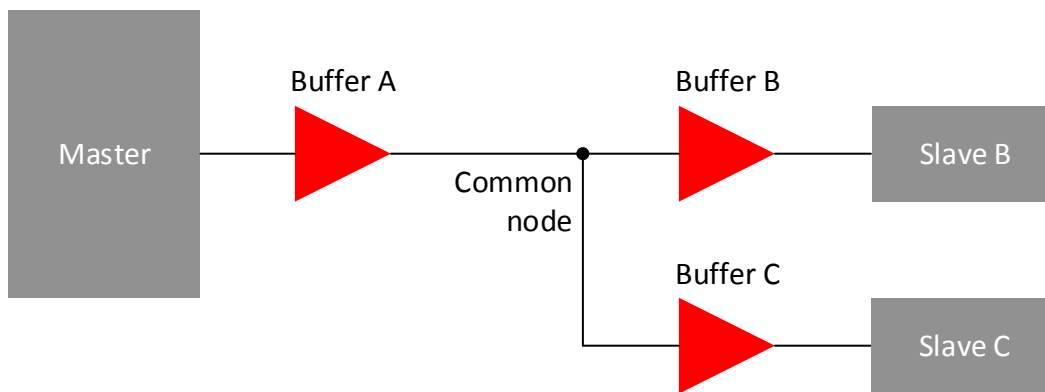 Buffer A
Buffer B
Master
Slave B
Common
node
Buffer C
Slave C